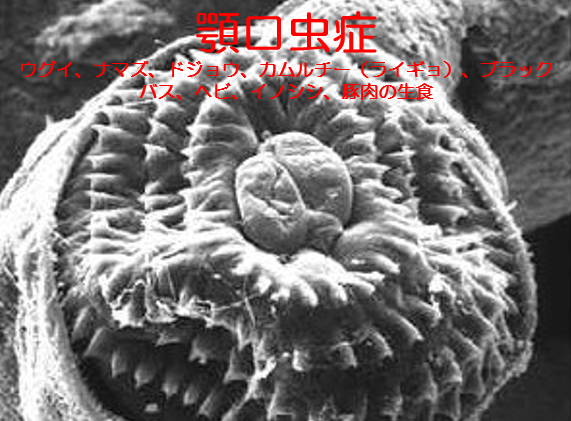 顎口虫症
ウグイ、ナマズ、ドジョウ、カムルチー（ライギョ）、ブラック
バス、ヘビ、イノシシ、豚肉の生食